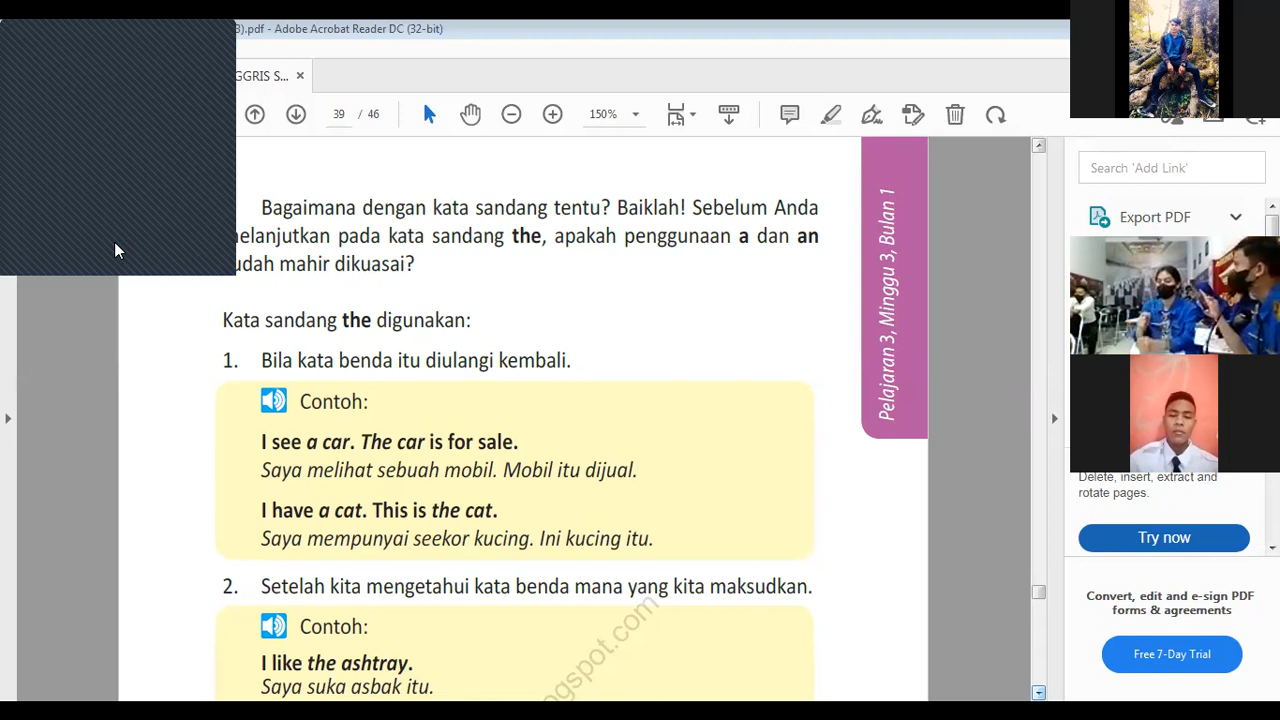 3).pdf - Adobe Acrobat Reader DC (32-bit)
GGRIS S... ×
39 / 46
150%
Search 'Add Link'
Export PDF
Bagaimana dengan kata sandang tentu? Baiklah! Sebelum Anda
elanjutkan pada kata sandang the, apakah penggunaan a dan an
udah mahir dikuasai?
Kata sandang the digunakan:
1. Bila kata benda itu diulangi kembali.
Contoh:
I see a car. The car is for sale.
Saya melihat sebuah mobil. Mobil itu dijual.
I have a cat. This is the cat.
Saya mempunyai seekor kucing. Ini kucing itu.
2. Setelah kita mengetahui kata benda mana yang kita maksudkan.
Contoh:
I like the ashtray.
Saya suka asbak itu.
ogspot.com
Pelajaran 3, Minggu 3, Bulan 1
Delete, insert, extract and
rotate pages.
Try now
Convert, edit and e-sign PDF
forms & agreements
Free 7-Day Trial